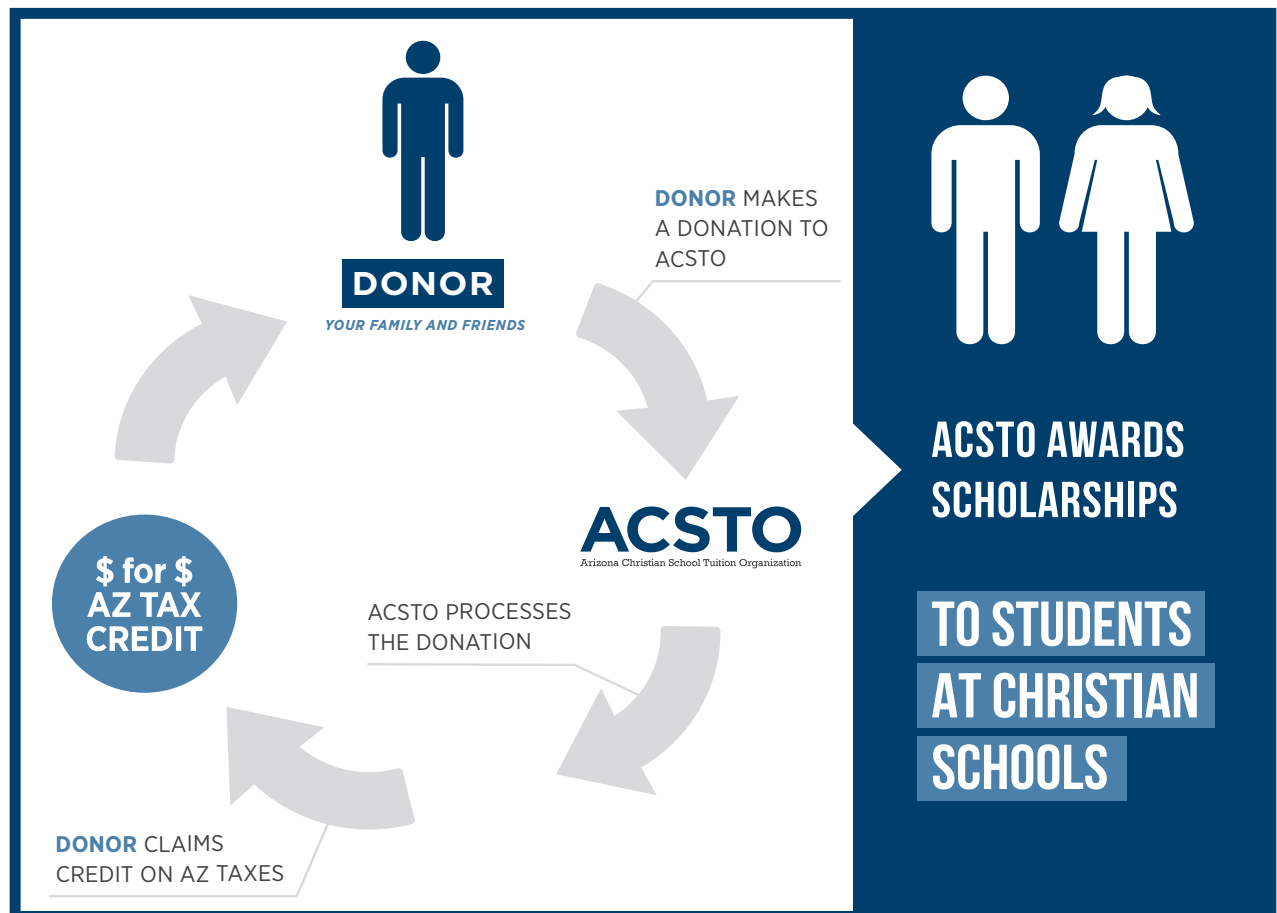 DONOR
YOUR FAMILY AND FRIENDS
DONOR MAKES
A DONATION TO
ACSTO
ACSTO
Arizona Christian School Tuition Organization
ACSTO PROCESSES
THE DONATION
$ for $
AZ TAX
CREDIT
DONOR CLAIMS
CREDIT ON AZ TAXES
ACSTO AWARDS
SCHOLARSHIPS
TO STUDENTS
AT CHRISTIAN
SCHOOLS